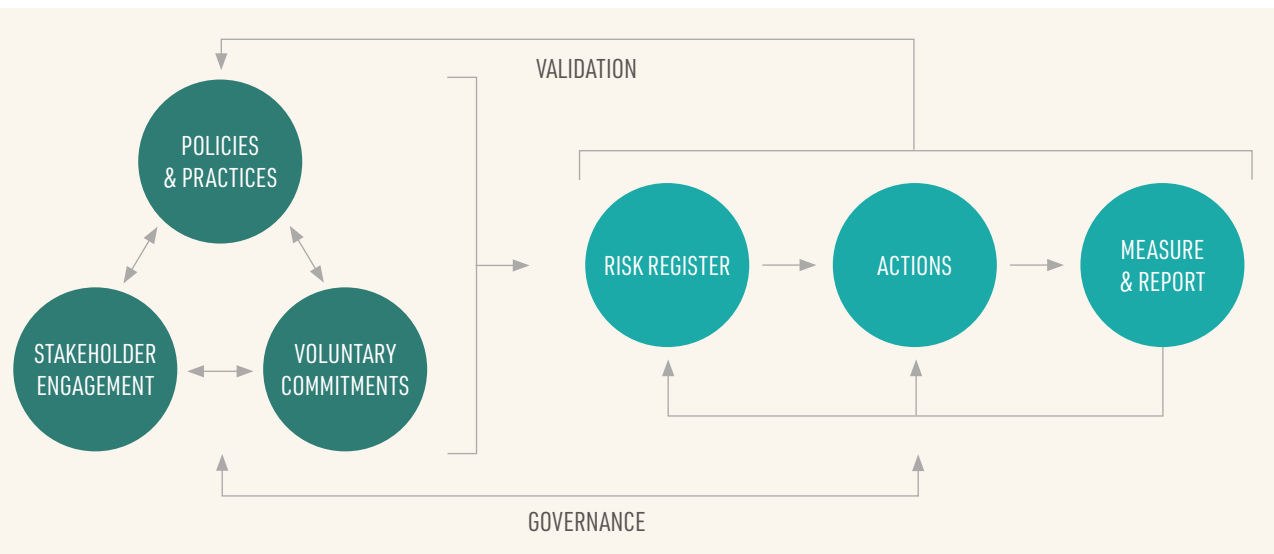 VALIDATION
POLICIES
& PRACTICES
STAKEHOLDER
ENGAGEMENT
VOLUNTARY
COMMITMENTS
RISK REGISTER
ACTIONS
MEASURE
& REPORT
GOVERNANCE